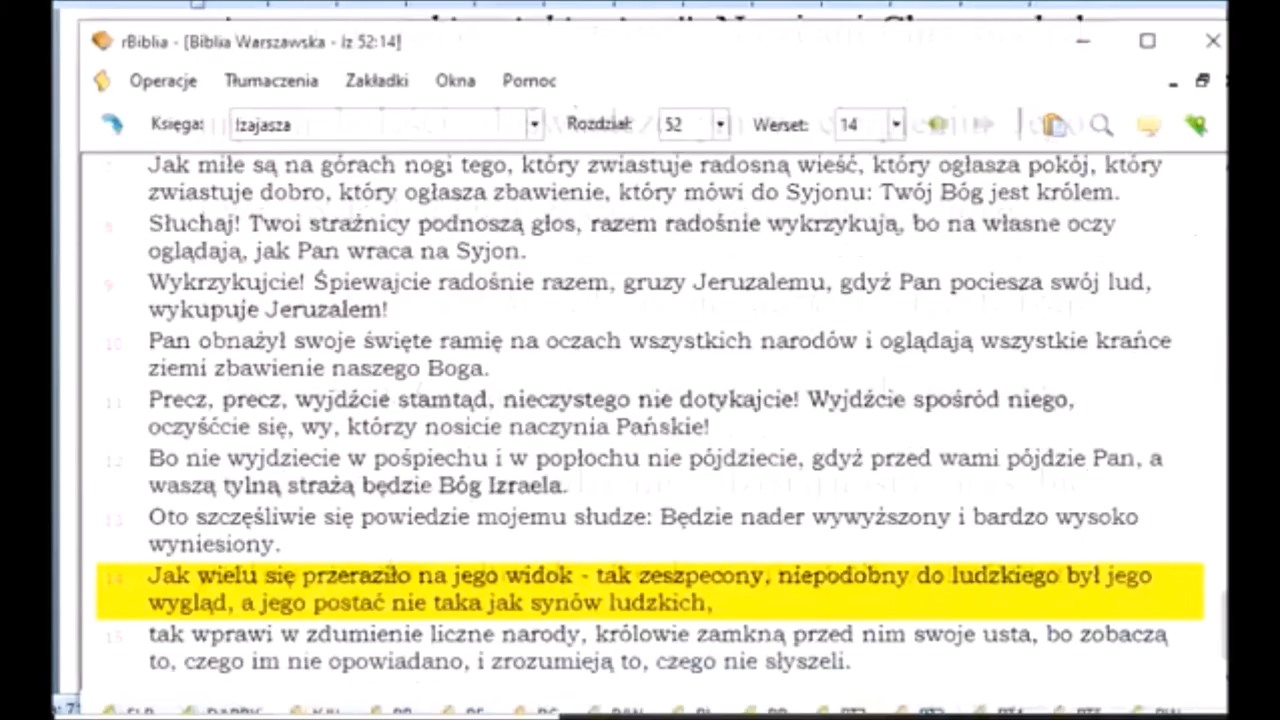 rBiblia - [Biblia Warszawska - Iz 52:14]
Operacje Tłumaczenia Zakładki Okna Pomoc
Księga: Izajasza Rozdział: 52 Werset: 14
Jak miłe są na górach nogi tego, który zwiastuje radosną wieść, który ogłasza pokój, który
zwiastuje dobro, który ogłasza zbawienie, który mówi do Syjonu: Twój Bóg jest królem.
8 Słuchaj! Twoi strażnicy podnoszą głos, razem radośnie wykrzykują, bo na własne oczy
oglądają, jak Pan wraca na Syjon.
9 Wykrzykujcie! Śpiewajcie radośnie razem, gruzy Jeruzalemu, gdyż Pan pociesza swój lud,
wykupuje Jeruzalem!
10 Pan obnażył swoje święte ramię na oczach wszystkich narodów i oglądają wszystkie krańce
ziemi zbawienie naszego Boga.
11 Precz, precz, wyjdźcie stamtąd, nieczystego nie dotykajcie! Wyjdźcie spośród niego,
oczyśćcie się, wy, którzy nosicie naczynia Pańskie!
12 Bo nie wyjdziecie w pośpiechu i w popłochu nie pójdziecie, gdyż przed wami pójdzie Pan, a
waszą tylną strażą będzie Bóg Izraela.
13 Oto szczęśliwie się powiedzie mojemu słudze: Będzie nader wywyższony i bardzo wysoko
wyniesiony.
14 Jak wielu się przeraziło na jego widok - tak zeszpecony, niepodobny do ludzkiego był jego
wygląd, a jego postać nie taka jak synów ludzkich,
15 tak wprawi w zdumienie liczne narody, królowie zamkną przed nim swoje usta, bo zobaczą
to, czego im nie opowiadano, i zrozumieją to, czego nie słyszeli.